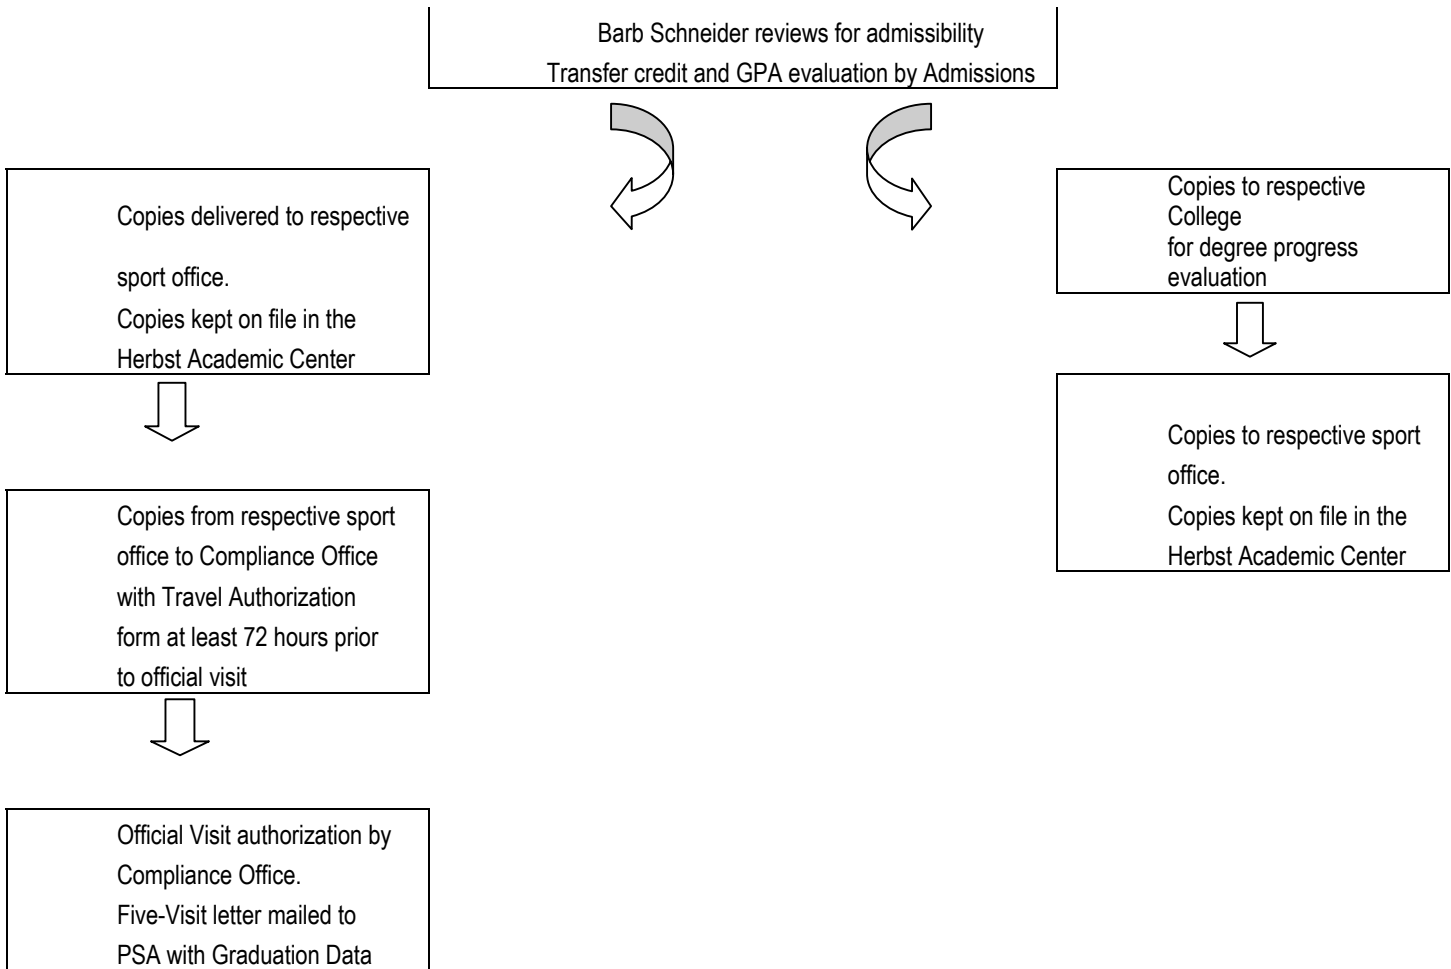 Barb Schneider reviews for admissibility
Transfer credit and GPA evaluation by Admissions
Copies delivered to respective
sport office.
Copies kept on file in the
Herbst Academic Center
Copies from respective sport
office to Compliance Office
with Travel Authorization
form at least 72 hours prior
to official visit
Official Visit authorization by
Compliance Office.
Five-Visit letter mailed to
PSA with Graduation Data
Copies to respective
College
for degree progress
evaluation
Copies to respective sport
office.
Copies kept on file in the
Herbst Academic Center